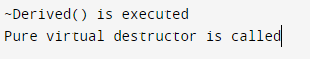 ~Derived() is executed
Pure virtual destructor is called